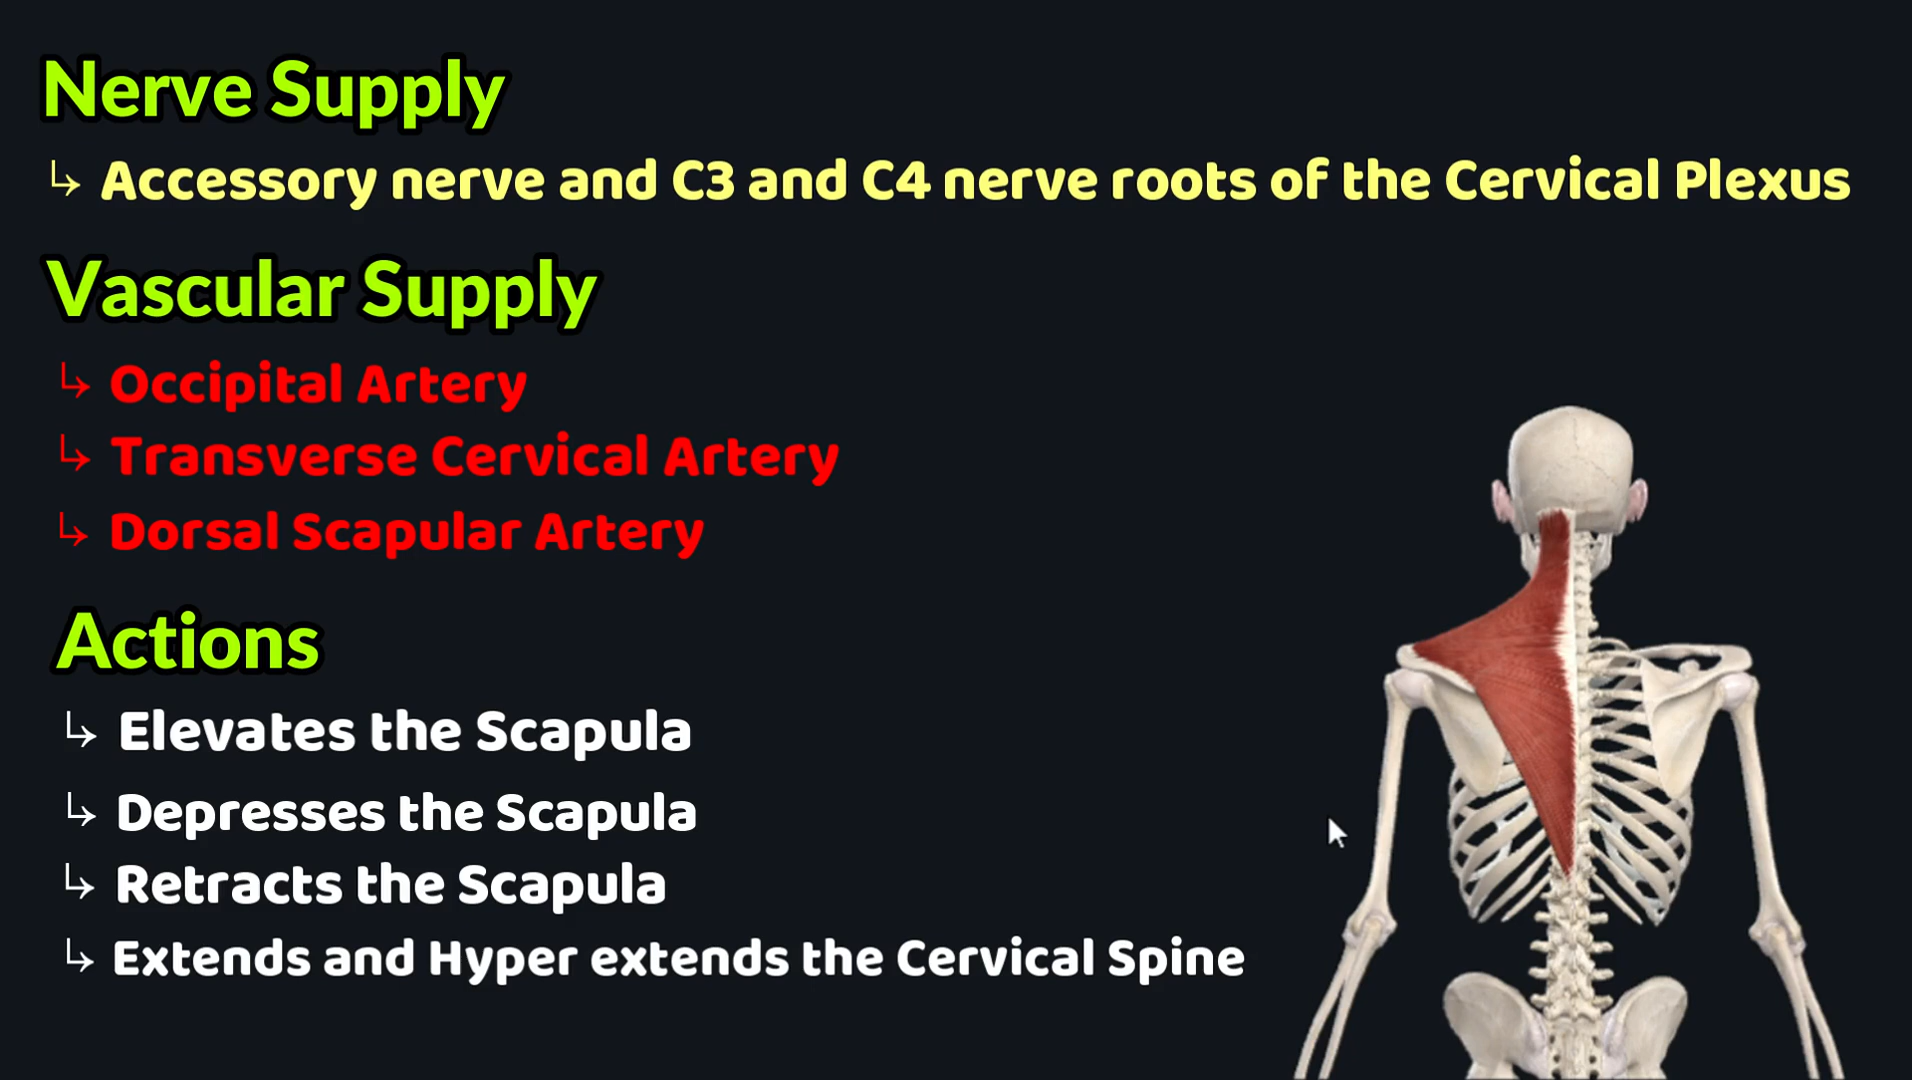 Nerve Supply
↳ Accessory nerve and C3 and C4 nerve roots of the Cervical Plexus
Vascular Supply
↳ Occipital Artery
↳ Transverse Cervical Artery
↳ Dorsal Scapular Artery
Actions
↳ Elevates the Scapula
↳ Depresses the Scapula
↳ Retracts the Scapula
↳ Extends and Hyper extends the Cervical Spine